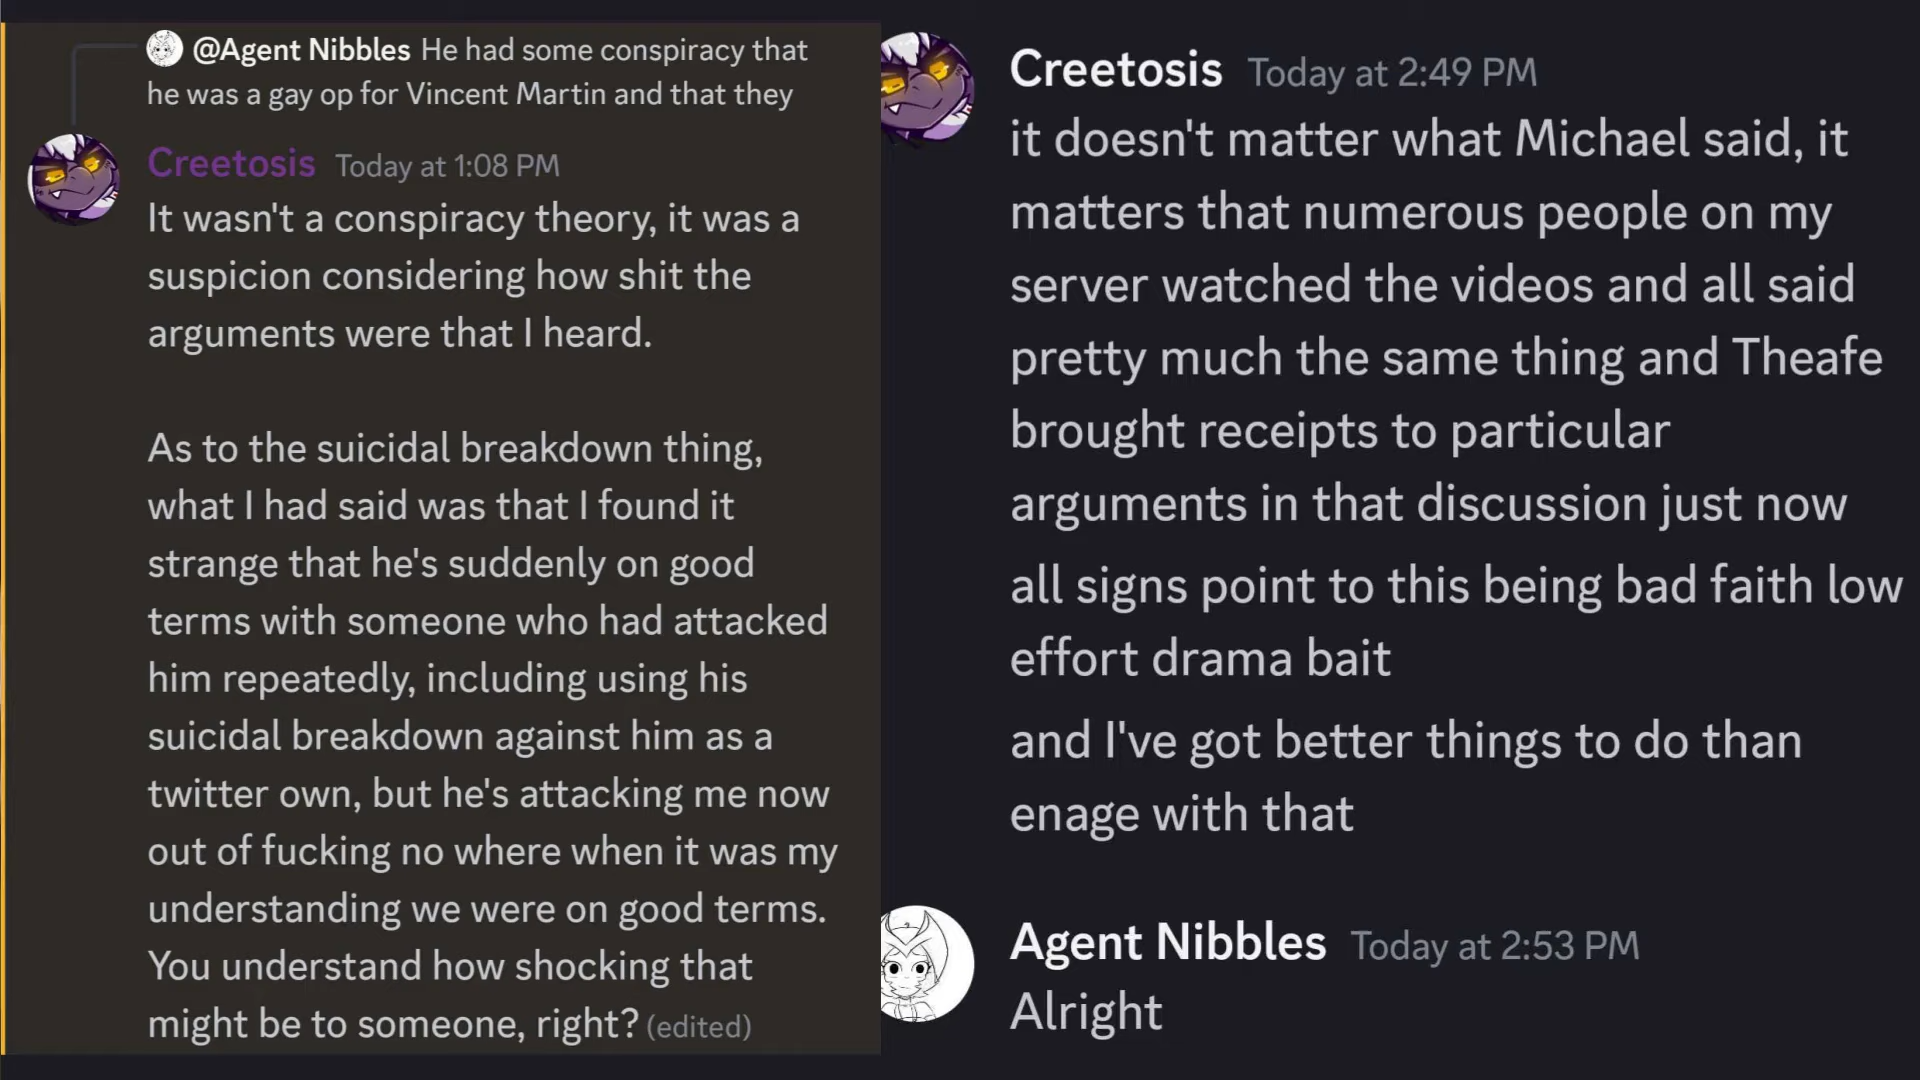 @Agent Nibbles He had some conspiracy that
he was a gay op for Vincent Martin and that they
Creetosis Today at 1:08 PM
It wasn't a conspiracy theory, it was a
suspicion considering how shit the
arguments were that I heard.
As to the suicidal breakdown thing,
what I had said was that I found it
strange that he's suddenly on good
terms with someone who had attacked
him repeatedly, including using his
suicidal breakdown against him as a
twitter own, but he's attacking me now
out of fucking no where when it was my
understanding we were on good terms.
You understand how shocking that
might be to someone, right? (edited)
Creetosis Today at 2:49 PM
it doesn't matter what Michael said, it
matters that numerous people on my
server watched the videos and all said
pretty much the same thing and Theafe
brought receipts to particular
arguments in that discussion just now
all signs point to this being bad faith low
effort drama bait
and I've got better things to do than
enage with that
Agent Nibbles Today at 2:53 PM
Alright